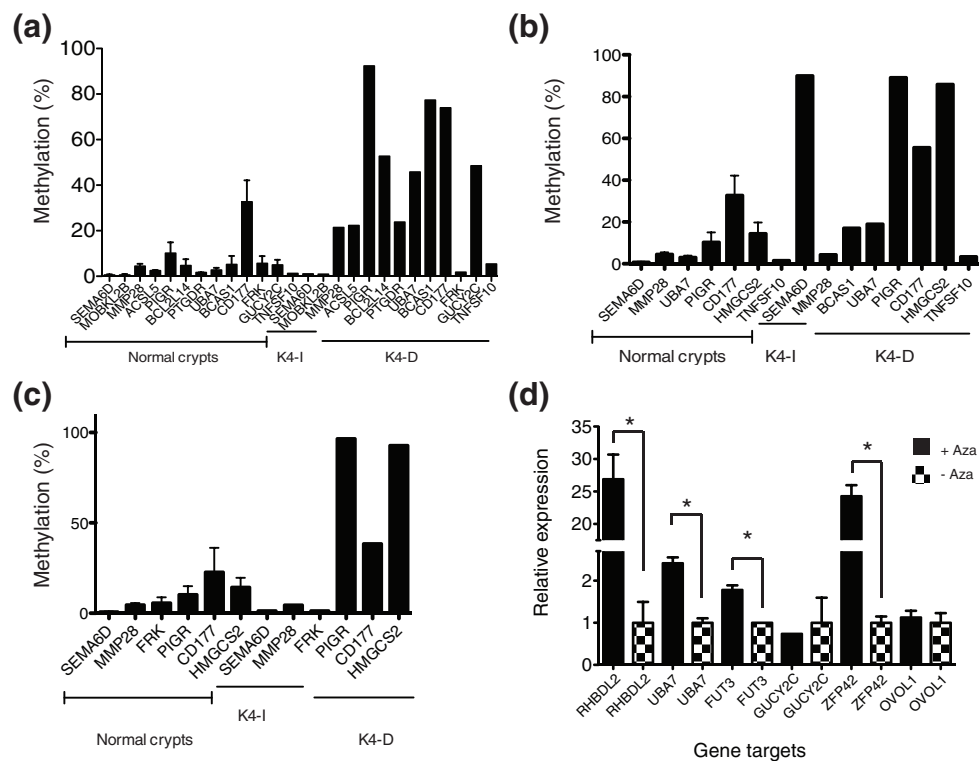 (a)
100
80
60
40
20
0
Methylation (%)
SEMA6D
MOBKL2B
MMP28
ACSL5
PIGR
BCL2L14
PTGDR
UBA7
BCAS1
CD177
FRK
GUCY2C
TNFSF10
SEMA6D
MOBKL2B
MMP28
ACSL5
PIGR
BCL2L14
PTGDR
UBA7
BCAS1
CD177
FRK
GUCY2C
TNFSF10
Normal crypts
K4-I
K4-D
(b)
100
80
60
40
20
0
Methylation (%)
SEMA6D
MMP28
UBA7
PIGR
CD177
HMGCS2
TNFSF10
SEMA6D
MMP28
BCAS1
UBA7
PIGR
CD177
HMGCS2
TNFSF10
Normal crypts
K4-I
K4-D
(c)
100
50
0
Methylation (%)
SEMA6D
MMP28
FRK
PIGR
CD177
HMGCS2
SEMA6D
MMP28
FRK
PIGR
CD177
HMGCS2
Normal crypts
K4-I
K4-D
(d)
35
30
25
20
15
2
1
0
Relative expression
*
*
*
*
+ Aza
- Aza
RHBDL2
RHBDL2
UBA7
UBA7
FUT3
FUT3
GUCY2C
GUCY2C
ZFP42
ZFP42
OVOL1
OVOL1
Gene targets